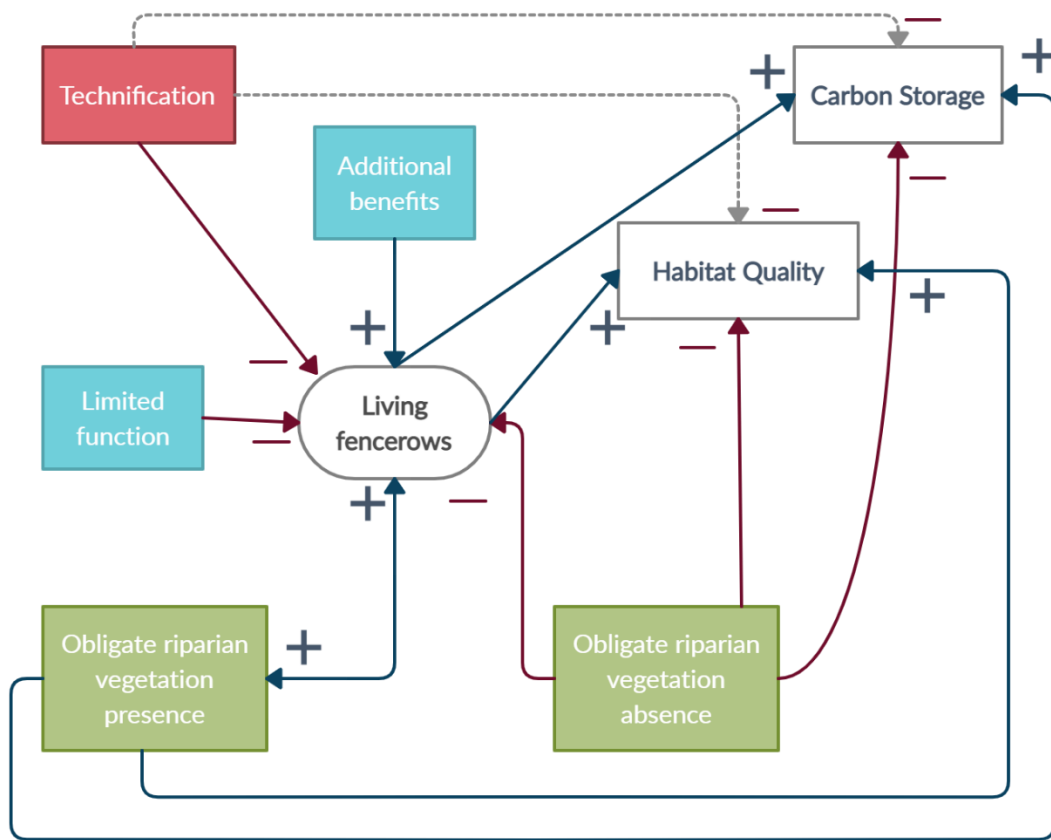 Technification
Carbon Storage
Additional
benefits
Habitat Quality
Limited
function
Living
fencerows
Obligate riparian
vegetation
presence
Obligate riparian
vegetation
absence